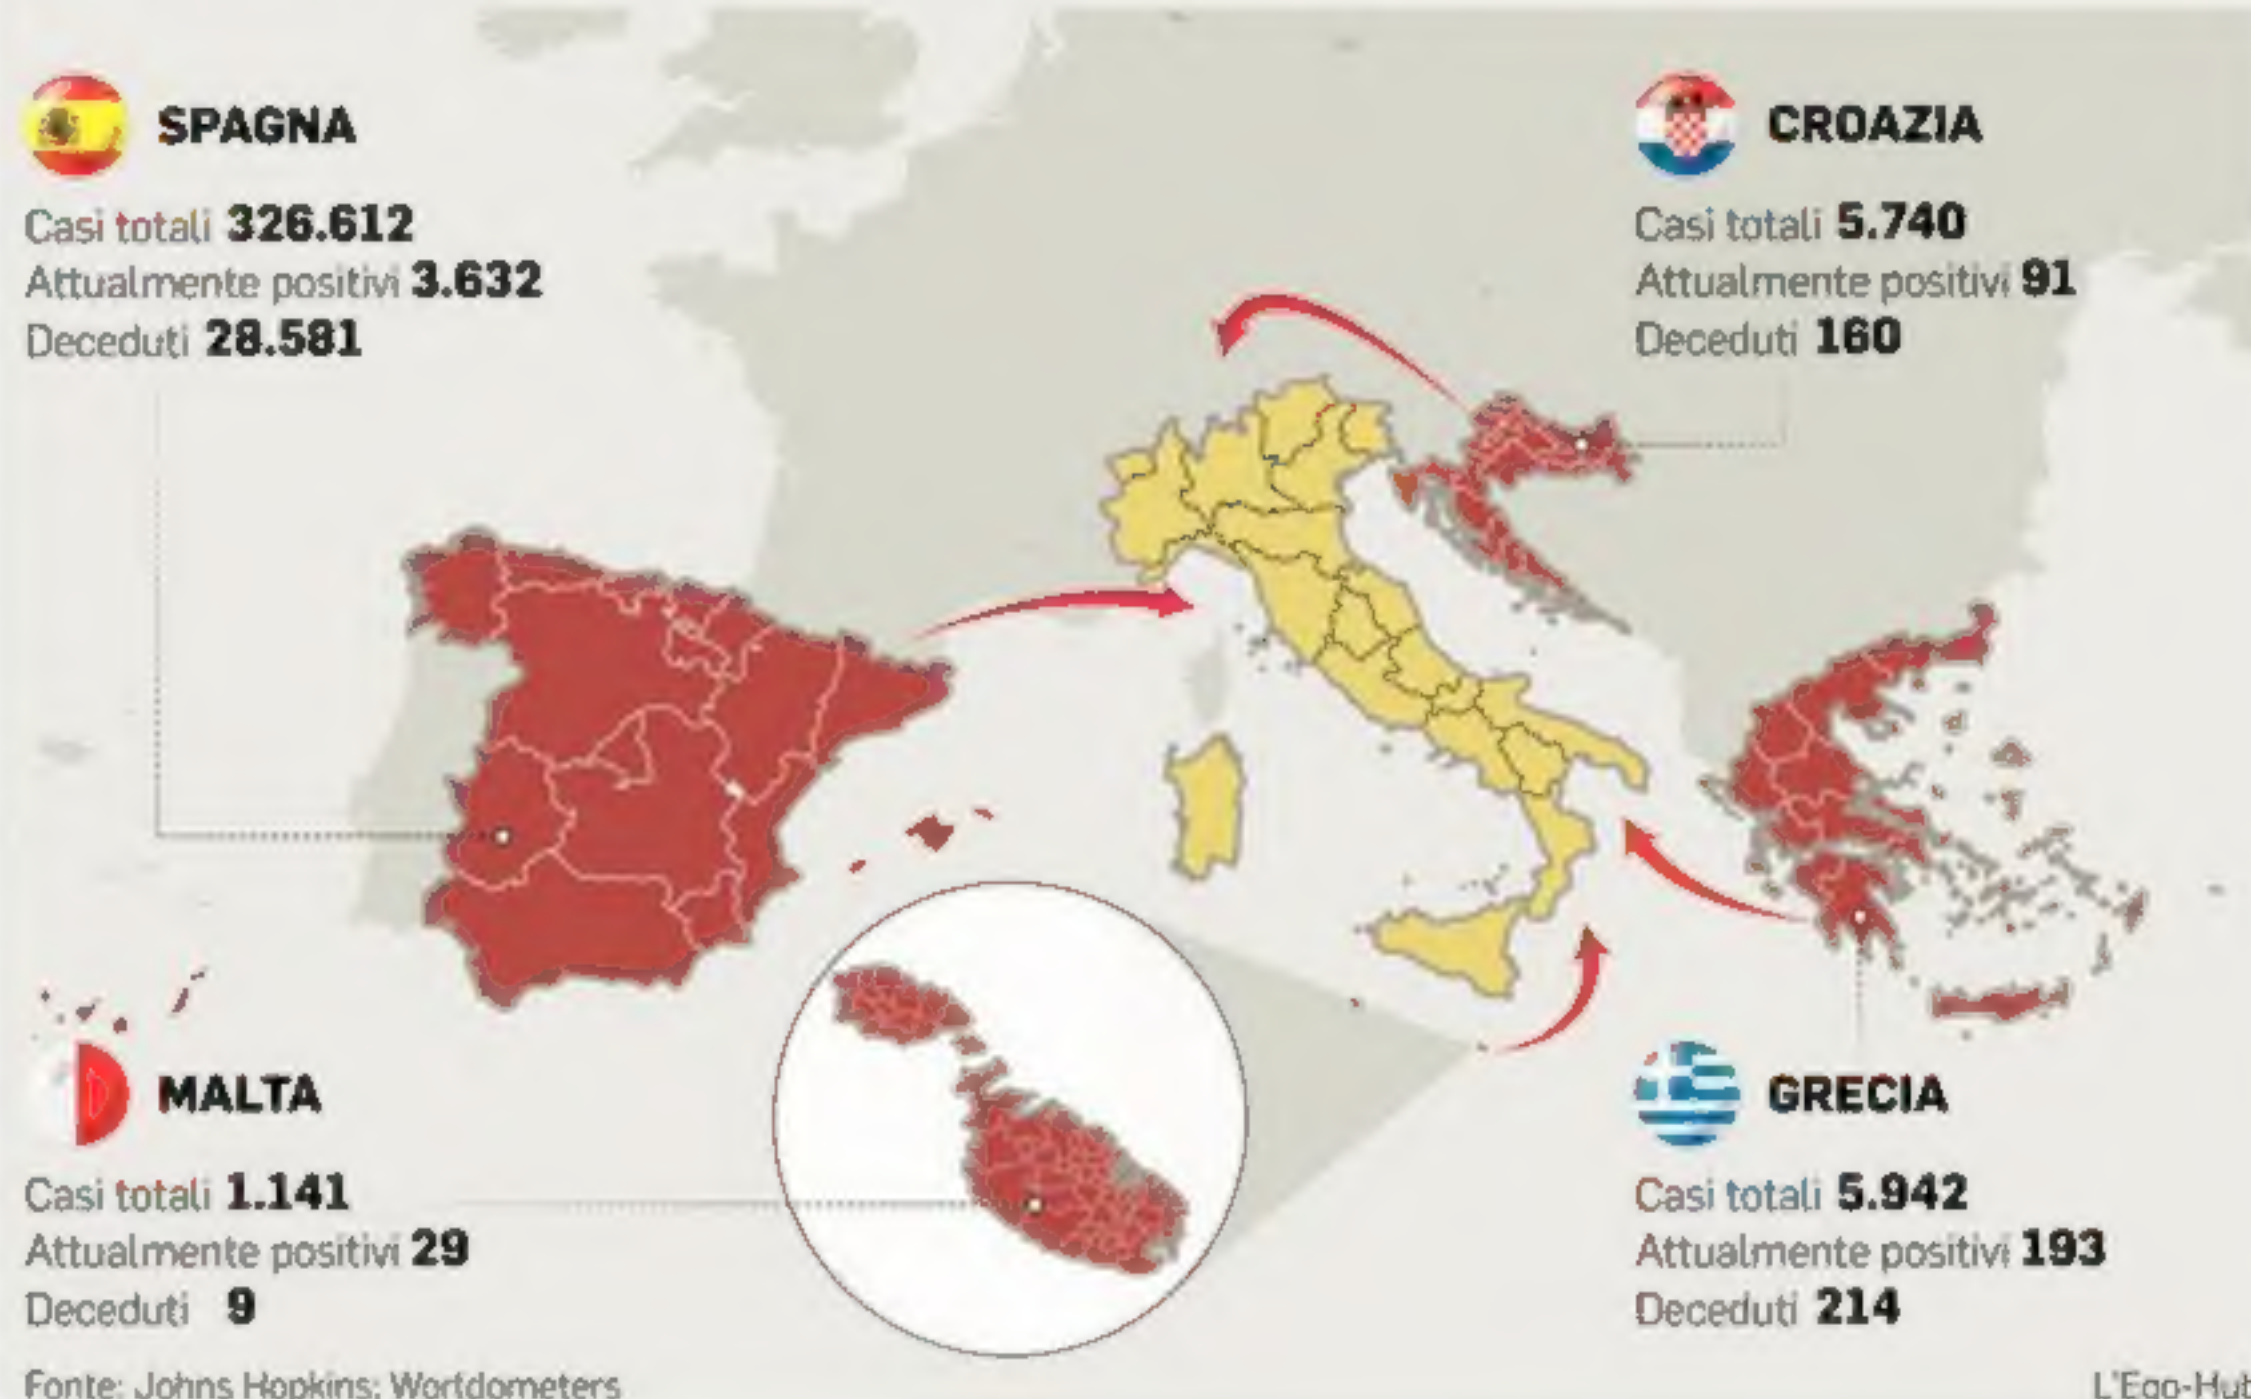 SPAGNA
Casi totali 326.612
Attualmente positivi 3.632
Deceduti 28.581
CROAZIA
Casi totali 5.740
Attualmente positivi 91
Deceduti 160
MALTA
Casi totali 1.141
Attualmente positivi 29
Deceduti 9
GRECIA
Casi totali 5.942
Attualmente positivi 193
Deceduti 214
Fonte: Johns Hopkins; Worldometers
L'Ego-Hub